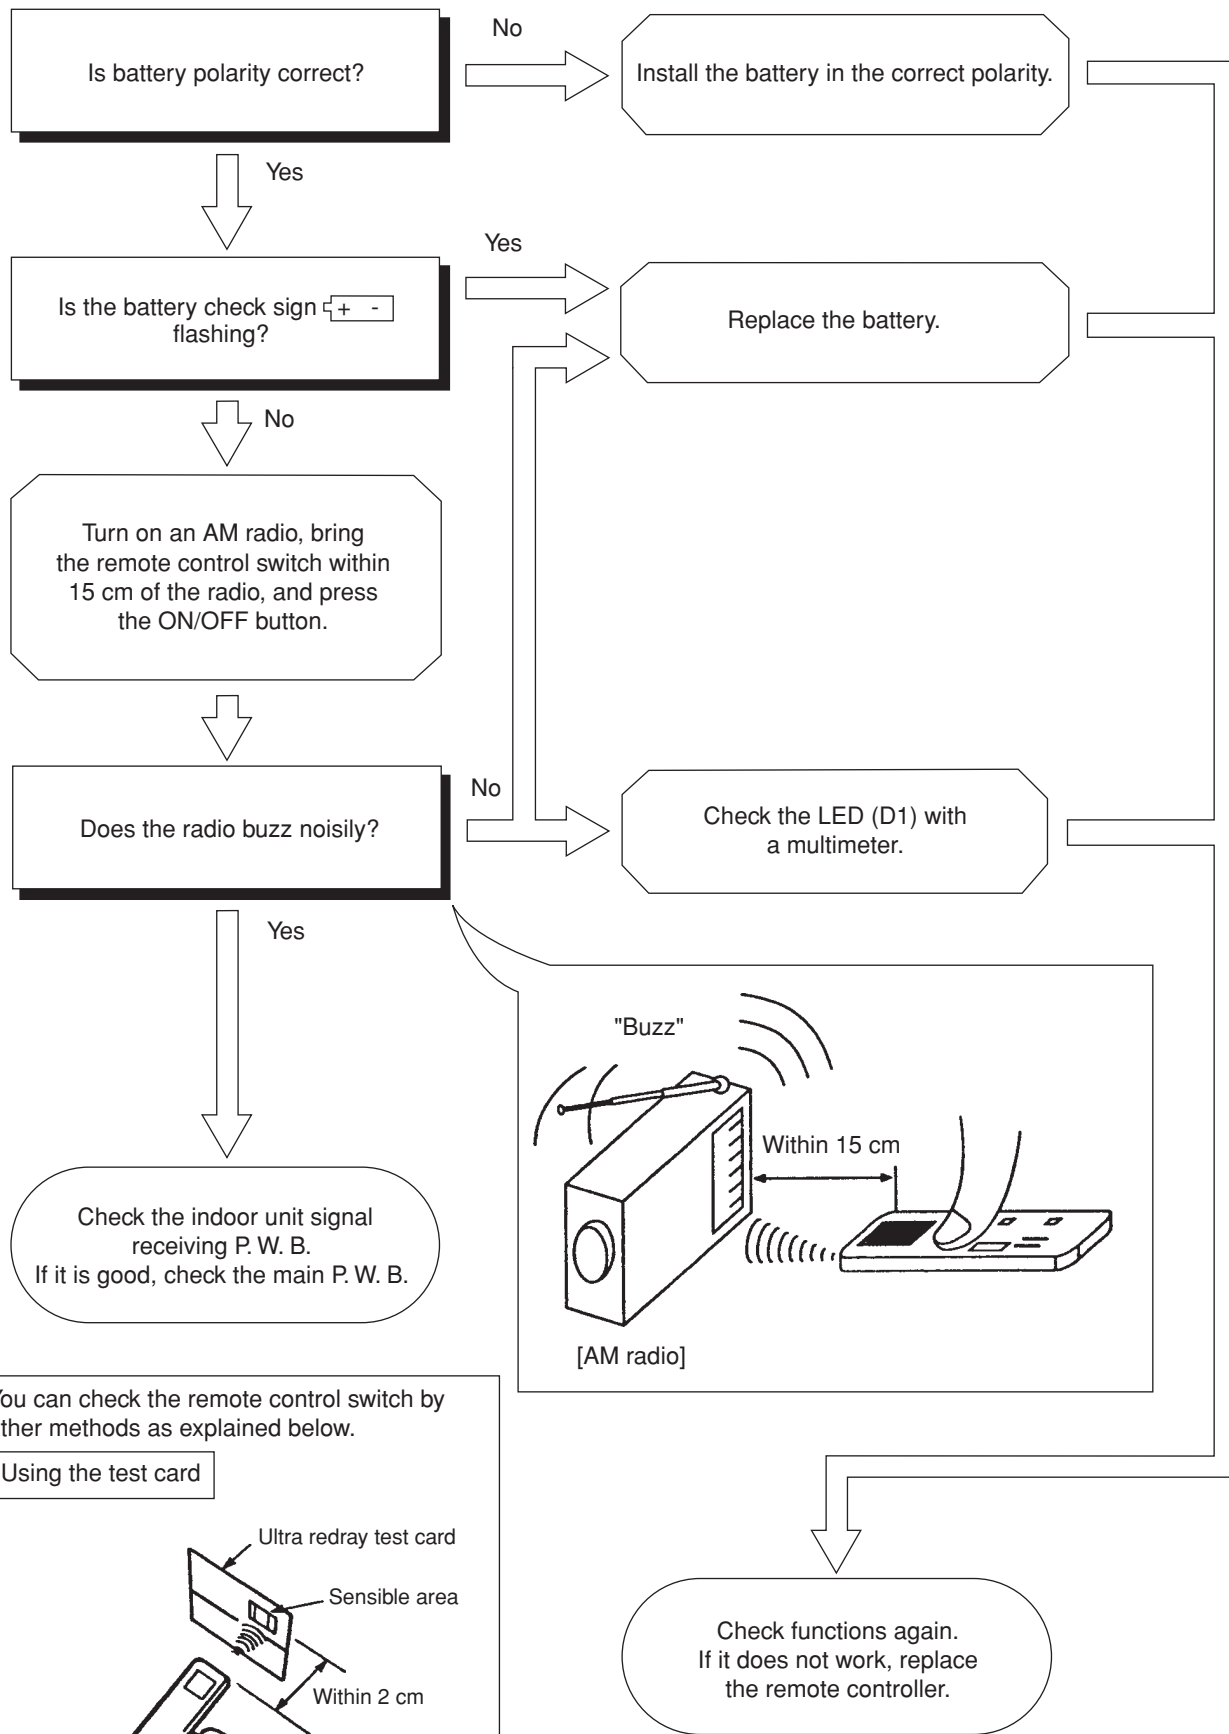 Is battery polarity correct?
No
Install the battery in the correct polarity.
Yes
Is the battery check sign + -
flashing?
Yes
Replace the battery.
No
Turn on an AM radio, bring
the remote control switch within
15 cm of the radio, and press
the ON/OFF button.
Does the radio buzz noisily?
No
Check the LED (D1) with
a multimeter.
Yes
"Buzz"
Within 15 cm
[AM radio]
Check the indoor unit signal
receiving P. W. B.
If it is good, check the main P. W. B.
ou can check the remote control switch by
ther methods as explained below.
Using the test card
Ultra redray test card
Sensible area
Within 2 cm
Check functions again.
If it does not work, replace
the remote controller.